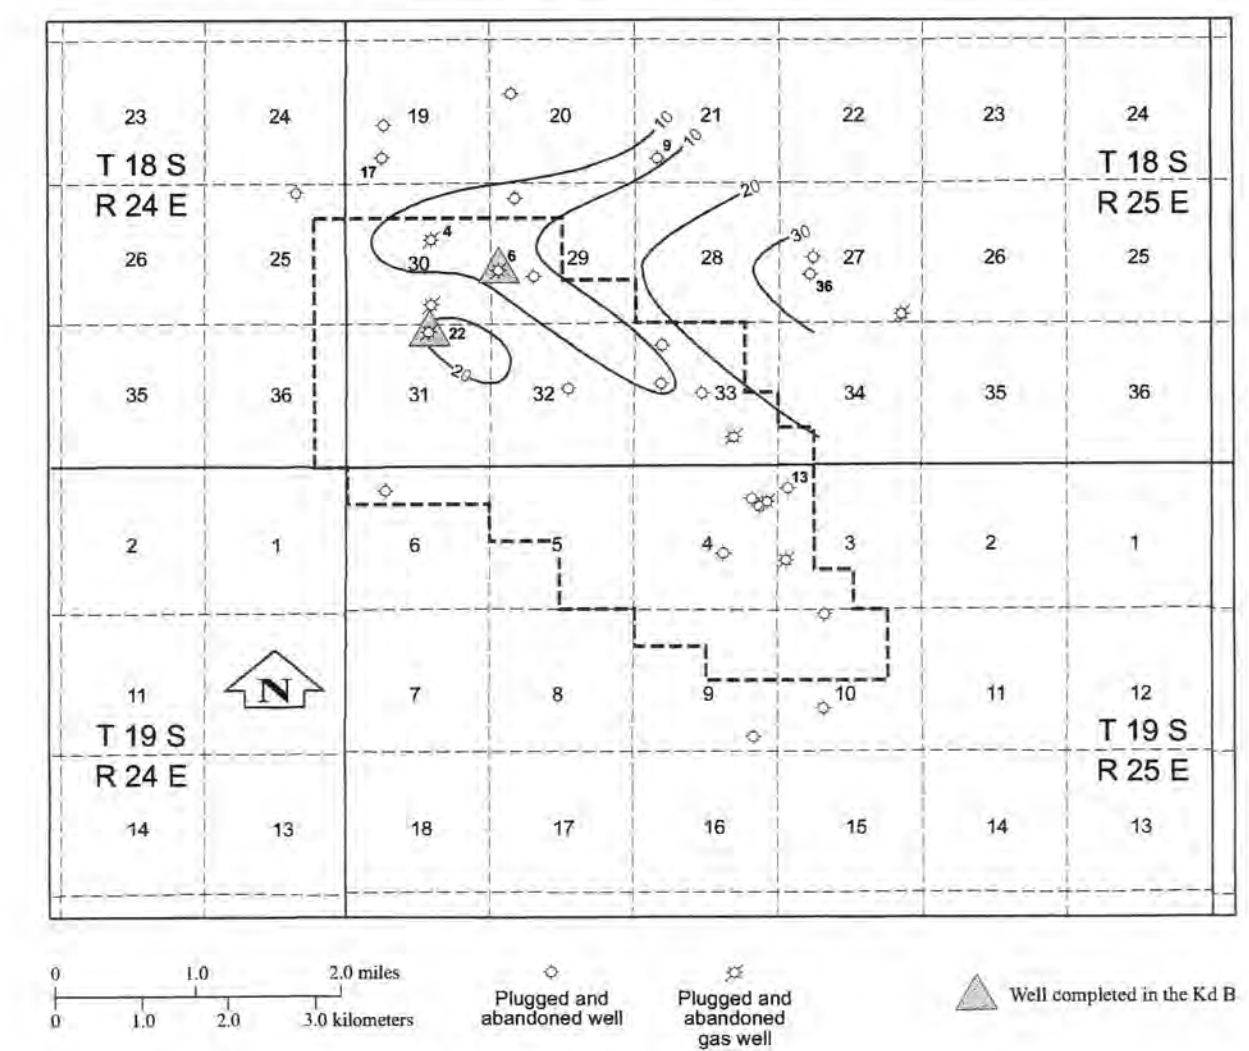 10
23 24 19 20 21 22 23 24
9 10
T 18 S T 18 S
17
20
R 24 E R 25 E
4 30
26 25 30 6 29 28 27 26 25
36
22
20
35 36 31 32 33 34 35 36
13
2 1 6 5 4 3 2 1
N
11 7 8 9 10 11 12
T 19 S T 19 S
R 24 E R 25 E
14 13 18 17 16 15 14 13
0 1.0 2.0 miles
0 1.0 2.0 3.0 kilometers
Plugged and
abandoned well
Plugged and
abandoned
gas well
Well completed in the Kd B